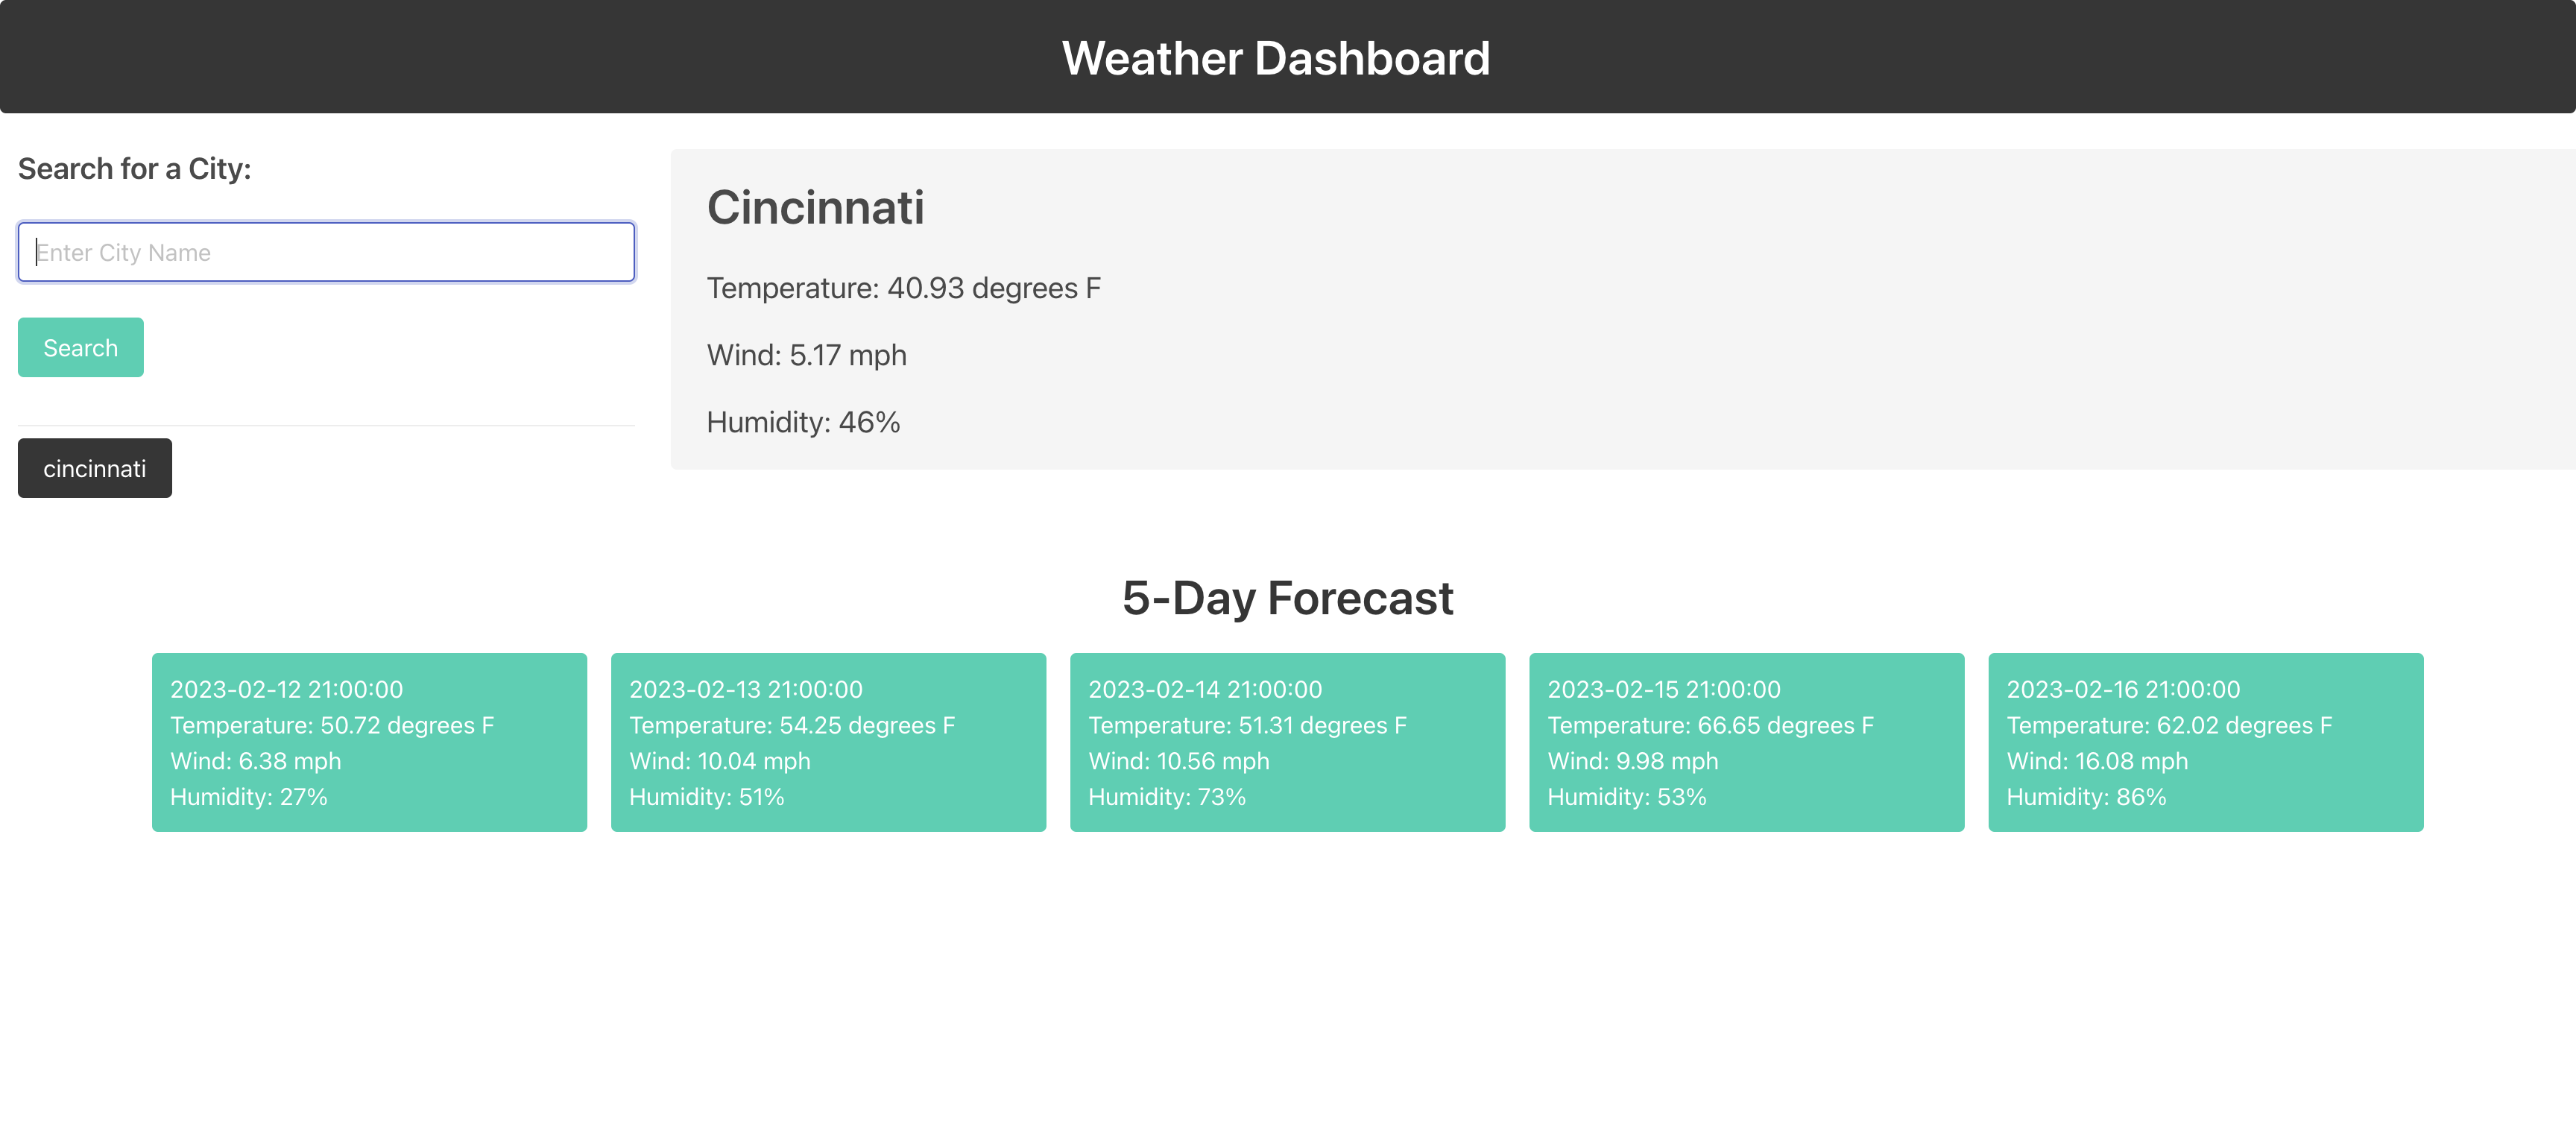 Weather Dashboard
Search for a City:
Enter City Name
Search
cincinnati
Cincinnati
Temperature: 40.93 degrees F
Wind: 5.17 mph
Humidity: 46%
5-Day Forecast
2023-02-12 21:00:00
Temperature: 50.72 degrees F
Wind: 6.38 mph
Humidity: 27%
2023-02-13 21:00:00
Temperature: 54.25 degrees F
Wind: 10.04 mph
Humidity: 51%
2023-02-14 21:00:00
Temperature: 51.31 degrees F
Wind: 10.56 mph
Humidity: 73%
2023-02-15 21:00:00
Temperature: 66.65 degrees F
Wind: 9.98 mph
Humidity: 53%
2023-02-16 21:00:00
Temperature: 62.02 degrees F
Wind: 16.08 mph
Humidity: 86%